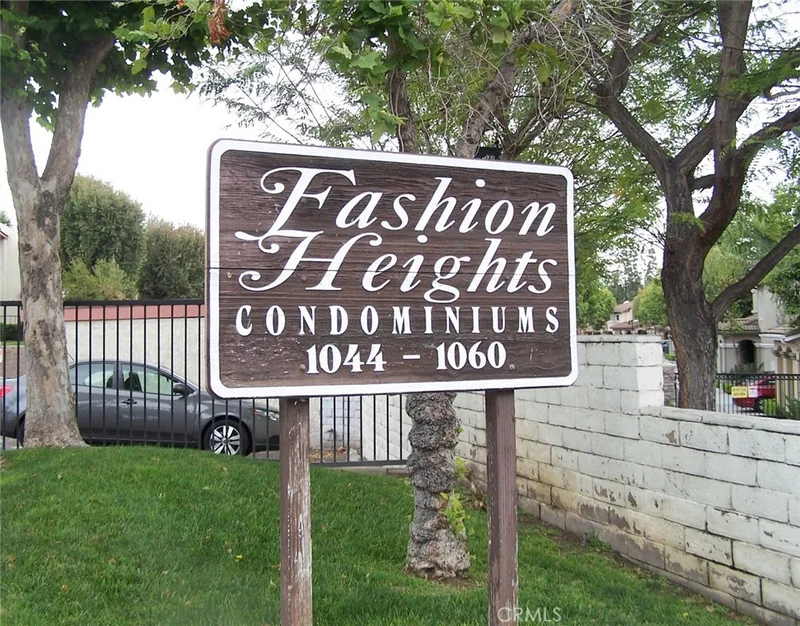 Fashion
Heights
CONDOMINIUMS
1044 – 1060
CRMLS